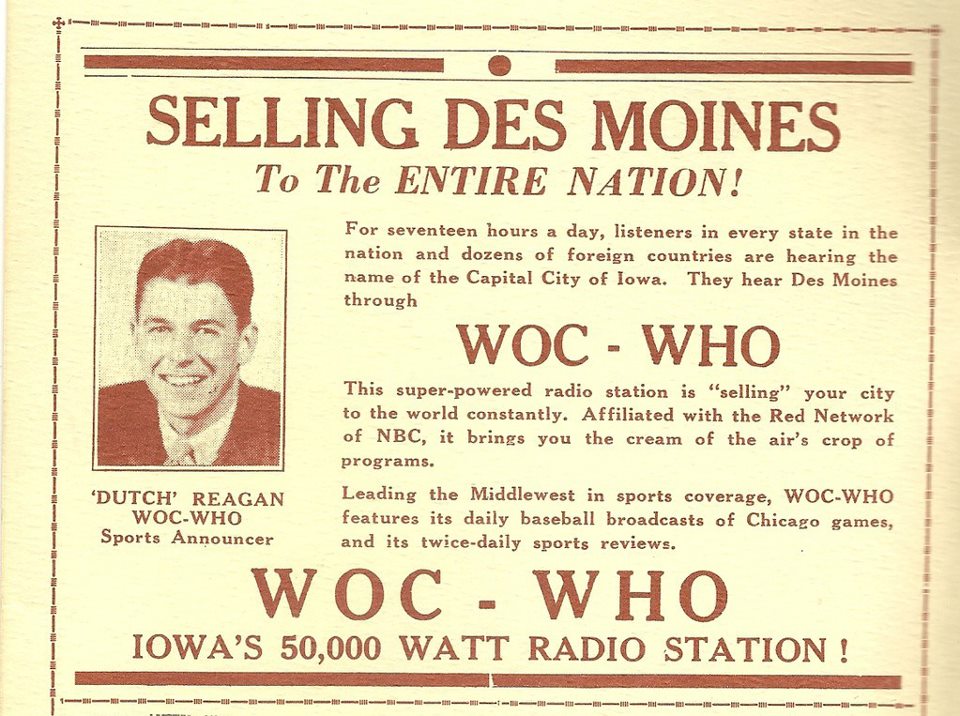 SELLING DES MOINES
To The ENTIRE NATION!
For seventeen hours a day, listeners in every state in the
nation and dozens of foreign countries are hearing the
name of the Capital City of Iowa. They hear Des Moines
through
WOC - WHO
This super-powered radio station is "selling" your city
to the world constantly. Affiliated with the Red Network
of NBC, it brings you the cream of the air's crop of
programs.
'DUTCH' REAGAN
WOC-WHO
Sports Announcer
Leading the Middlewest in sports coverage, WOC-WHO
features its daily baseball broadcasts of Chicago games,
and its twice-daily sports reviews.
WOC - WHO
IOWA'S 50,000 WATT RADIO STATION !